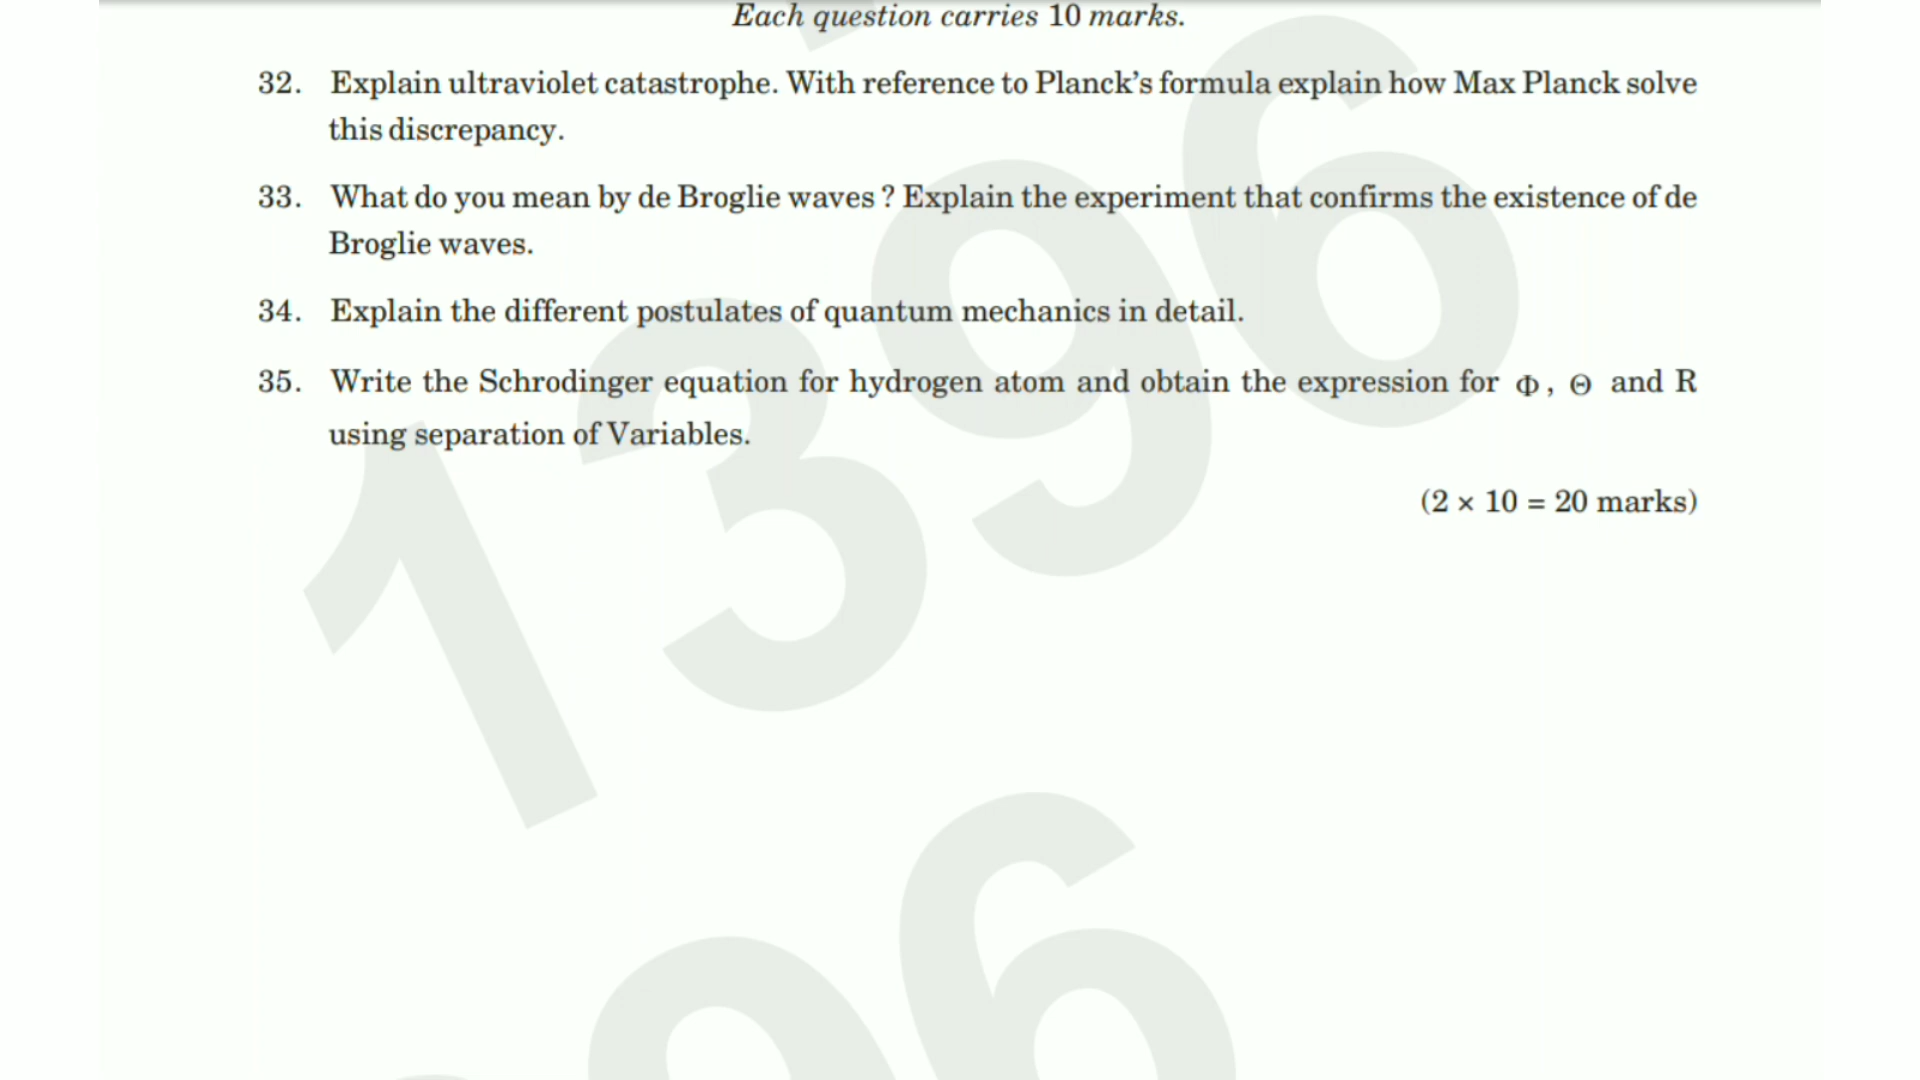 Each question carries 10 marks.
32. Explain ultraviolet catastrophe. With reference to Planck's formula explain how Max Planck solve
this discrepancy.
33. What do you mean by de Broglie waves ? Explain the experiment that confirms the existence of de
Broglie waves.
34. Explain the different postulates of quantum mechanics in detail.
35. Write the Schrodinger equation for hydrogen atom and obtain the expression for Φ, Θ and R
using separation of Variables.
(2 × 10 = 20 marks)
1396
96